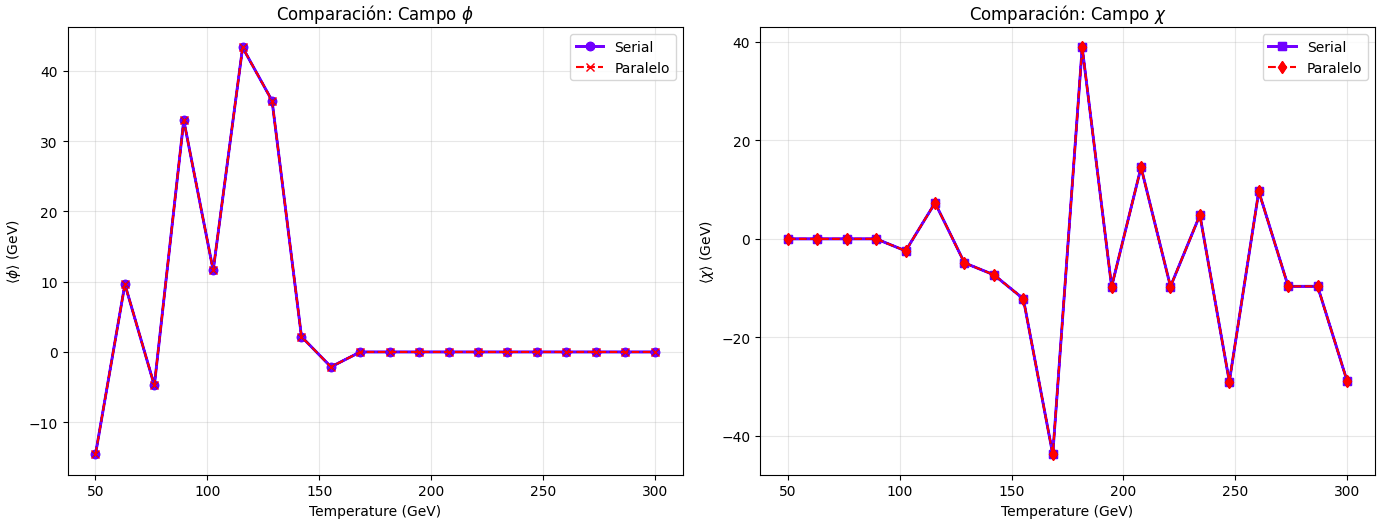 Comparación: Campo ϕ
⟨ϕ⟩ (GeV)
40
30
20
10
0
−10
50
100
150
200
250
300
Temperature (GeV)
Serial
Paralelo
Comparación: Campo χ
⟨χ⟩ (GeV)
40
20
0
−20
−40
50
100
150
200
250
300
Temperature (GeV)
Serial
Paralelo